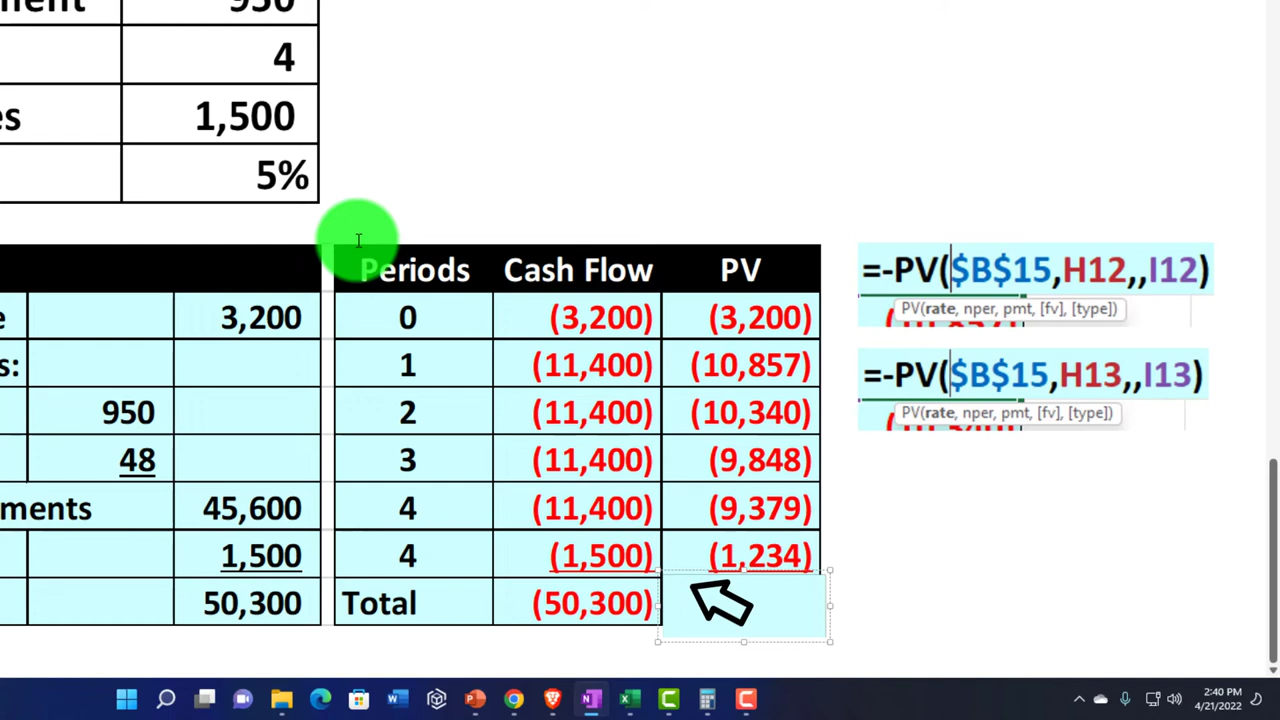 ment 950
4
es 1,500
5%
Periods Cash Flow PV
e 3,200 0 (3,200) (3,200)
s: 1 (11,400) (10,857)
950 2 (11,400) (10,340)
48 3 (11,400) (9,848)
ments 45,600 4 (11,400) (9,379)
1,500 4 (1,500) (1,234)
50,300 Total (50,300)
=-PV($B$15,H12,,I12)
PV(rate, nper, pmt, [fv], [type])
=-PV($B$15,H13,,I13)
PV(rate, nper, pmt, [fv], [type])
2:40 PM
4/21/2022